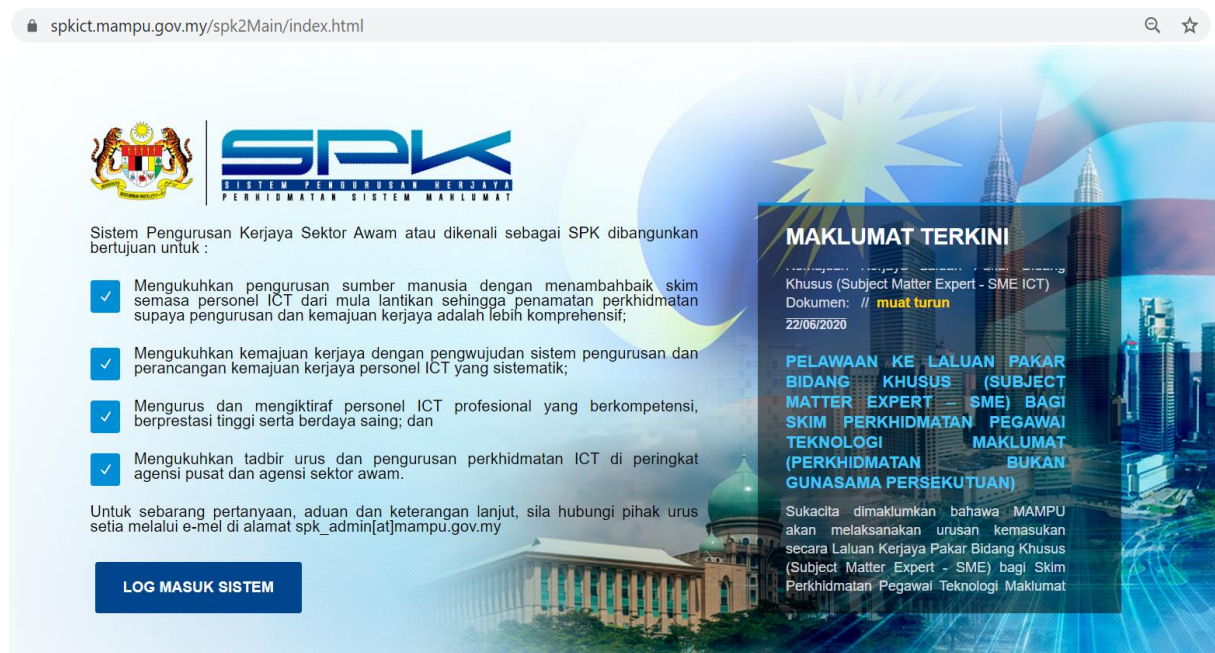 spkict.mampu.gov.my/spk2Main/index.html
SPK
SISTEM PENGURUSAN KERJAYA
PERKHIDMATAN SISTEM MAKLUMAT
Sistem Pengurusan Kerjaya Sektor Awam atau dikenali sebagai SPK dibangunkan
bertujuan untuk :
Mengukuhkan pengurusan sumber manusia dengan menambahbaik skim
semasa personel ICT dari mula lantikan sehingga penamatan perkhidmatan
supaya pengurusan dan kemajuan kerjaya adalah lebih komprehensif;
Mengukuhkan kemajuan kerjaya dengan pengwujudan sistem pengurusan dan
perancangan kemajuan kerjaya personel ICT yang sistematik;
Mengurus dan mengiktiraf personel ICT profesional yang berkompetensi,
berprestasi tinggi serta berdaya saing; dan
Mengukuhkan tadbir urus dan pengurusan perkhidmatan ICT di peringkat
agensi pusat dan agensi sektor awam.
Untuk sebarang pertanyaan, aduan dan keterangan lanjut, sila hubungi pihak urus
setia melalui e-mel di alamat spk_admin[at]mampu.gov.my
LOG MASUK SISTEM
MAKLUMAT TERKINI
Kemajuan Kerjaya Laluan Pakar Bidang
Khusus (Subject Matter Expert - SME ICT)
Dokumen: // muat turun
22/06/2020
PELAWAAN KE LALUAN PAKAR
BIDANG KHUSUS (SUBJECT
MATTER EXPERT – SME) BAGI
SKIM PERKHIDMATAN PEGAWAI
TEKNOLOGI MAKLUMAT
(PERKHIDMATAN BUKAN
GUNASAMA PERSEKUTUAN)
Sukacita dimaklumkan bahawa MAMPU
akan melaksanakan urusan kemasukan
secara Laluan Kerjaya Pakar Bidang Khusus
(Subject Matter Expert - SME) bagi Skim
Perkhidmatan Pegawai Teknologi Maklumat